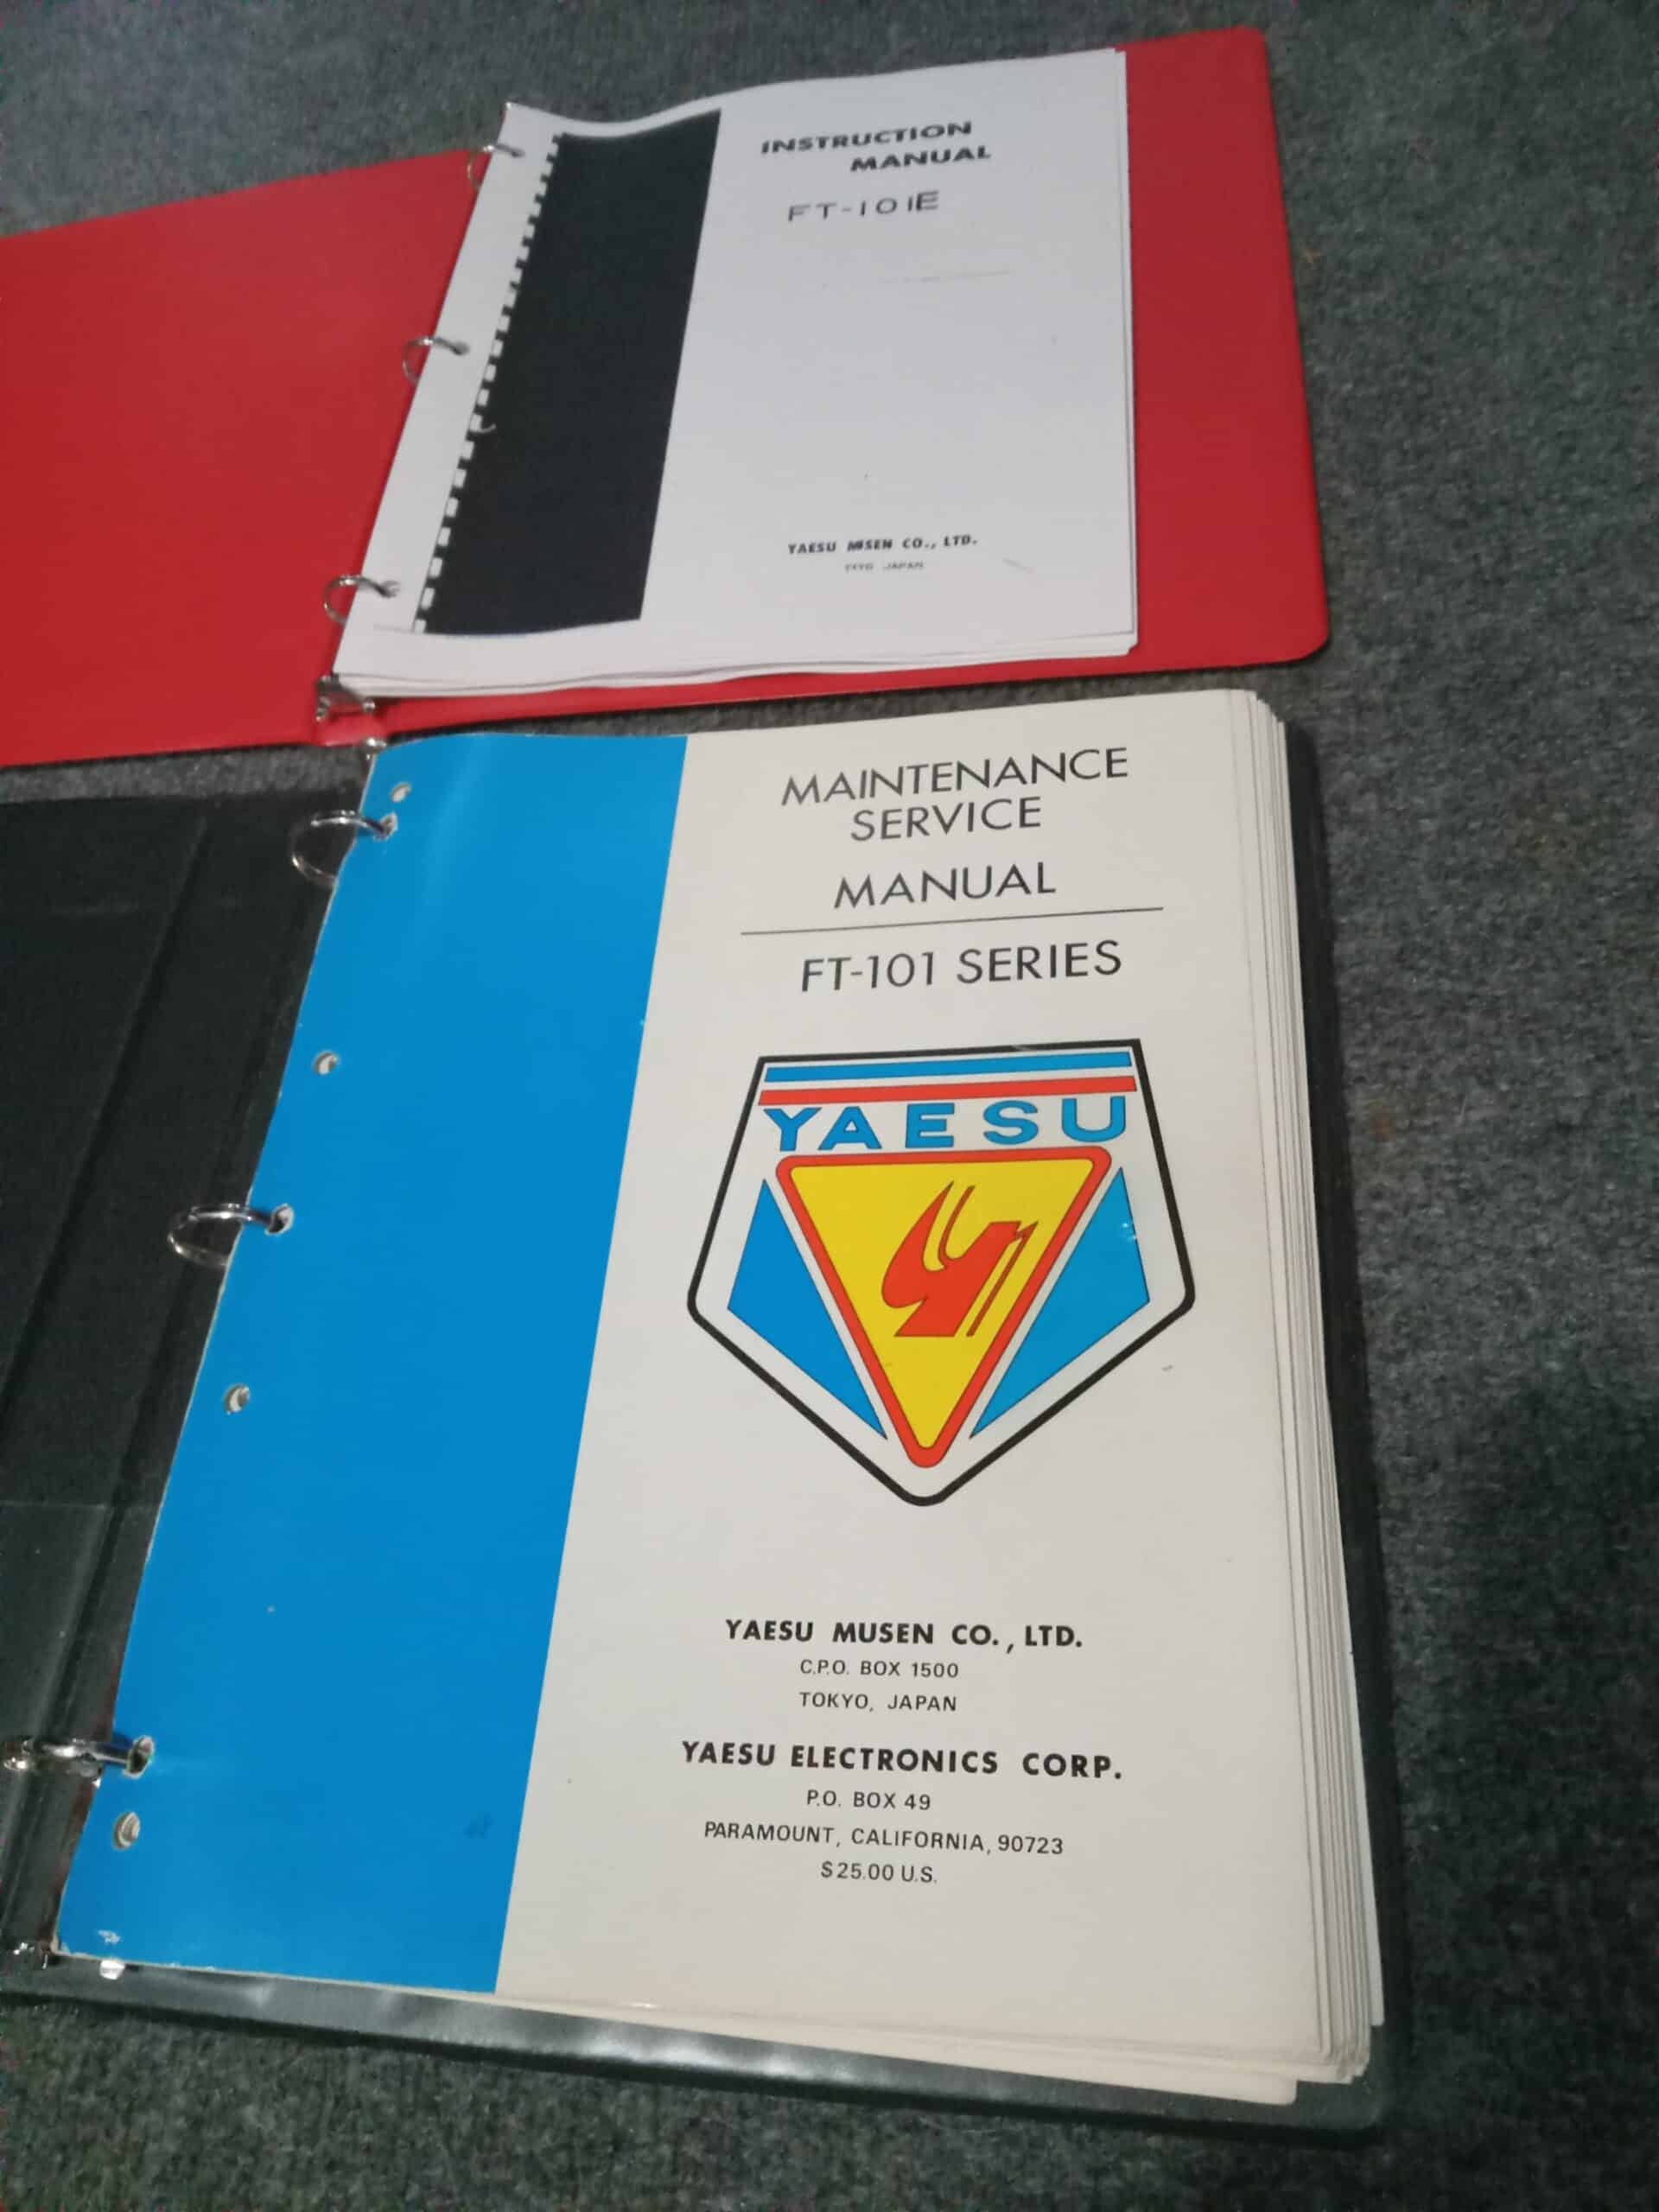 INSTRUCTION
MANUAL
FT-101E
YAESU MUSEN CO., LTD.
JAPAN
MAINTENANCE
SERVICE
MANUAL
FT-101 SERIES
YAESU
YAESU MUSEN CO., LTD.
C.P.O. BOX 1500
TOKYO, JAPAN
YAESU ELECTRONICS CORP.
P.O. BOX 49
PARAMOUNT, CALIFORNIA, 90723
$25.00 U.S.